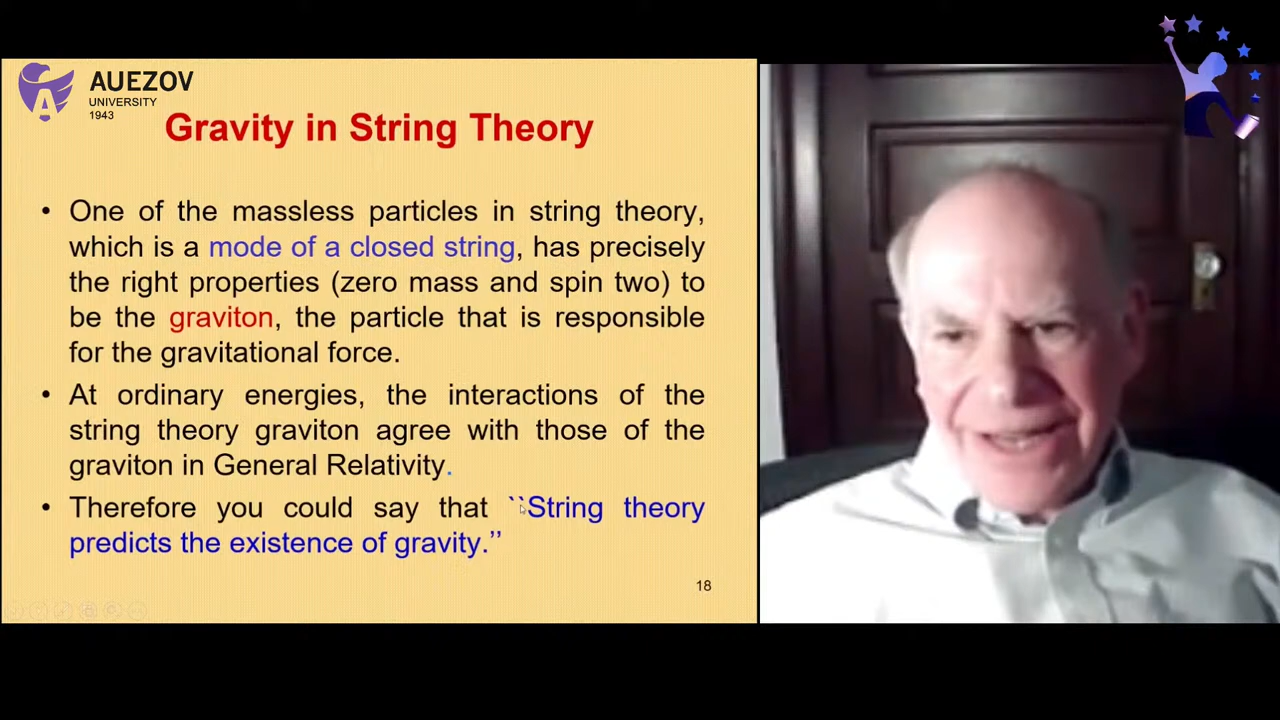 AUEZOV
UNIVERSITY
1943
Gravity in String Theory
• One of the massless particles in string theory,
which is a mode of a closed string, has precisely
the right properties (zero mass and spin two) to
be the graviton, the particle that is responsible
for the gravitational force.
• At ordinary energies, the interactions of the
string theory graviton agree with those of the
graviton in General Relativity.
• Therefore you could say that ``String theory
predicts the existence of gravity.’’
18